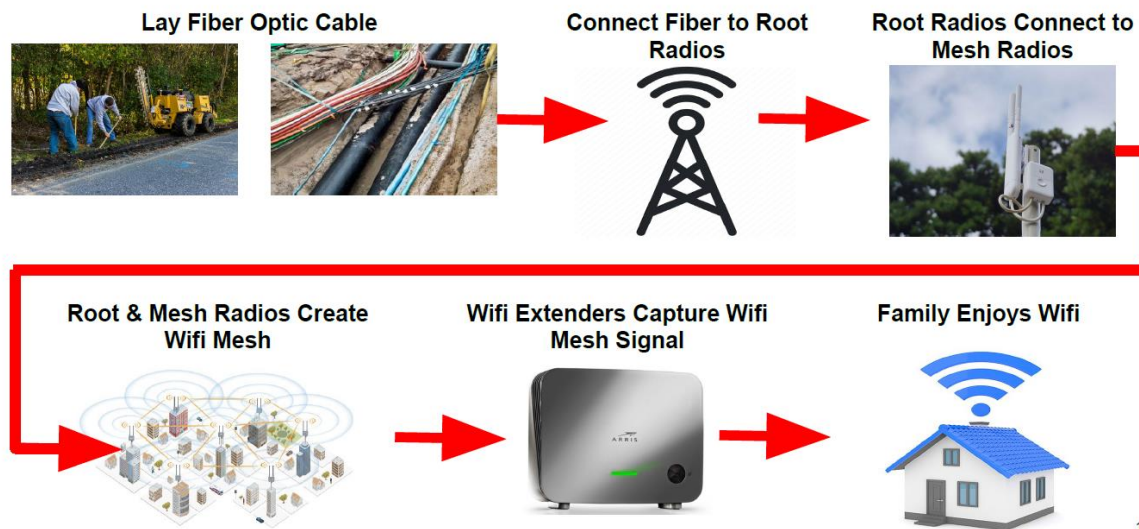 Lay Fiber Optic Cable
Connect Fiber to Root
Radios
Root Radios Connect to
Mesh Radios
Root & Mesh Radios Create
Wifi Mesh
Wifi Extenders Capture Wifi
Mesh Signal
Family Enjoys Wifi
ARRIS